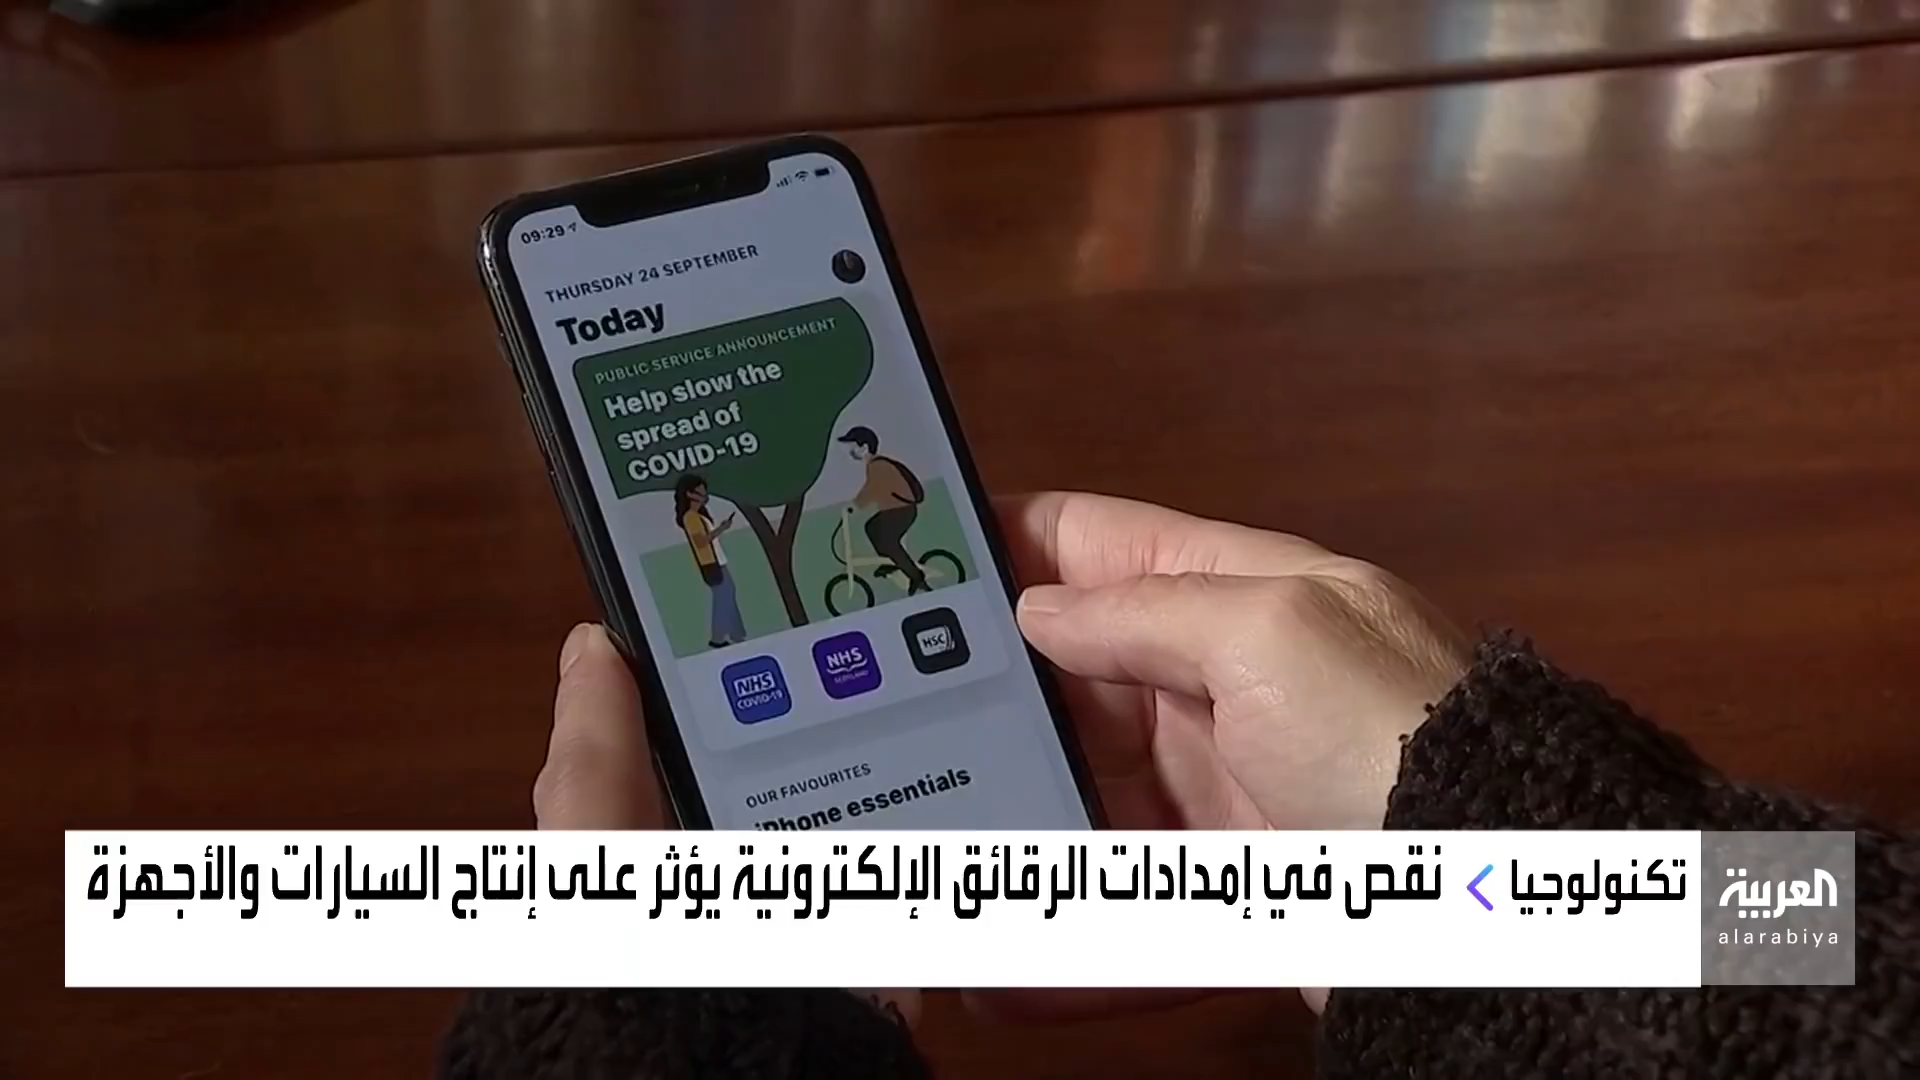 09:29
THURSDAY 24 SEPTEMBER
Today
PUBLIC SERVICE ANNOUNCEMENT
Help slow the
spread of
COVID-19
NHS
COVID-19
NHS
SCOTLAND
HSC
OUR FAVOURITES
iPhone essentials
تكنولوجيا > نقص في إمدادات الرقائق الإلكترونية يؤثر على إنتاج السيارات والأجهزة
العربية
alarabiya